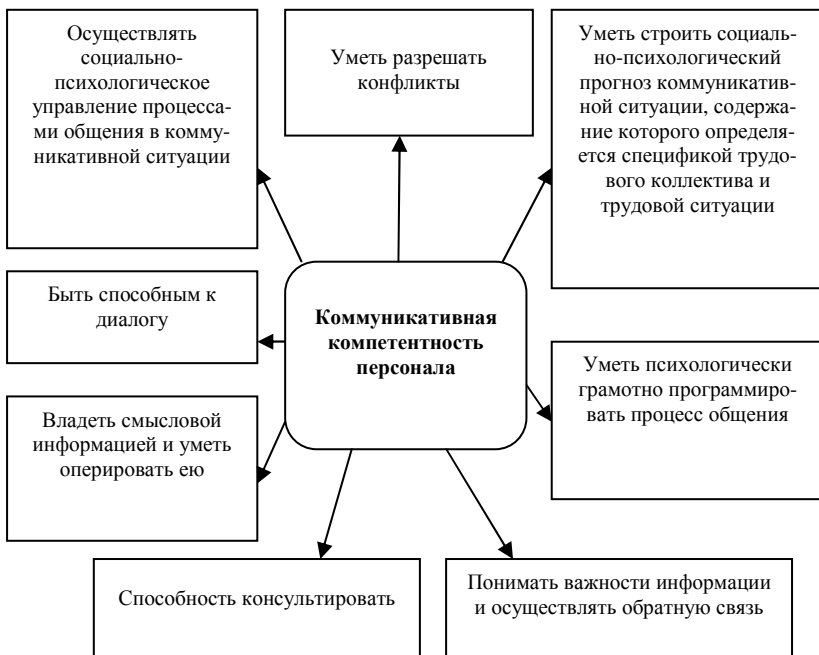 Осуществлять
социально-
психологическое
управление процесса-
ми общения в комму-
никативной ситуации
Уметь разрешать
конфликты
Уметь строить социаль-
но-психологический
прогноз коммуникатив-
ной ситуации, содержа-
ние которого определя-
ется спецификой трудо-
вого коллектива и
трудовой ситуации
Быть способным к
диалогу
Коммуникативная
компетентность
персонала
Уметь психологически
грамотно программиро-
вать процесс общения
Владеть смысловой
информацией и уметь
оперировать ею
Способность консультировать
Понимать важности информации
и осуществлять обратную связь